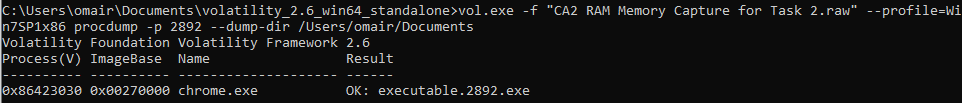 C:\Users\omair\Documents\volatility_2.6_win64_standalone>vol.exe -f "CA2 RAM Memory Capture for Task 2.raw" --profile=Wi
n7SP1x86 procdump -p 2892 --dump-dir /Users/omair/Documents
Volatility Foundation Volatility Framework 2.6
Process(V) ImageBase  Name                 Result
---------- ---------- -------------------- ------
0x86423030 0x00270000 chrome.exe           OK: executable.2892.exe